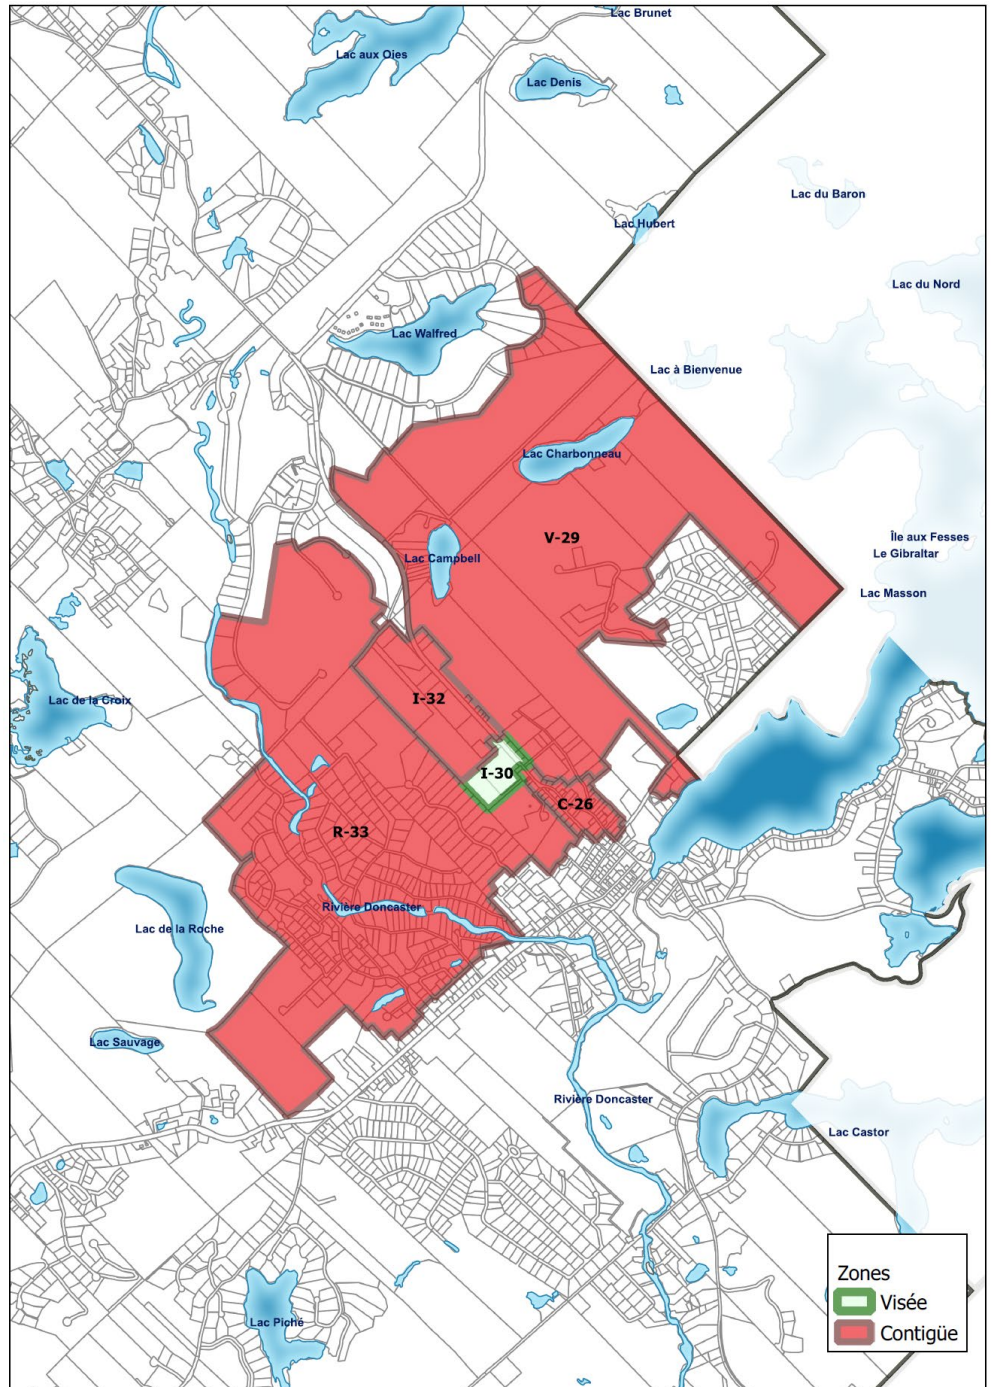 Lac Brunet
Lac aux Oies
Lac Denis
Lac du Baron
Lac Hubert
Lac du Nord
Lac Walfred
Lac à Bienvenue
Lac Charbonneau
V-29
Île aux Fesses
Le Gibraltar
Lac Campbell
Lac Masson
Lac de la Croix
I-32
I-30
C-26
R-33
Rivière Doncaster
Lac de la Roche
Lac Sauvage
Rivière Doncaster
Lac Castor
Zones
Visée
Contigüe
Lac Piché